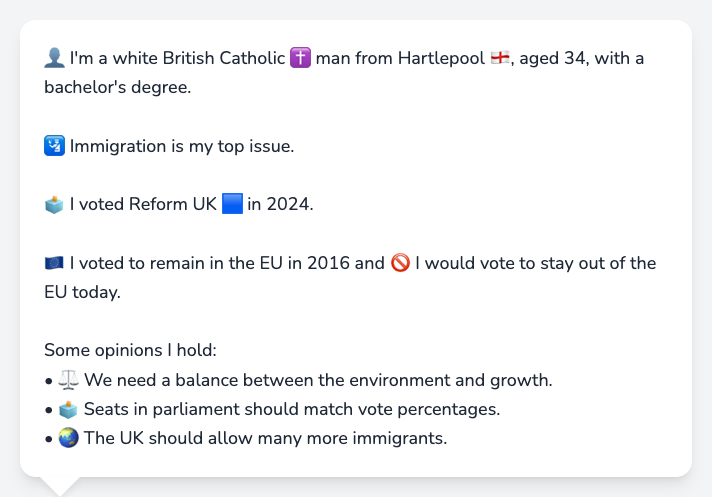 👤 I'm a white British Catholic ✝️ man from Hartlepool 🏴󠁧󠁢󠁥󠁮󠁧󠁿, aged 34, with a
bachelor's degree.
🛂 Immigration is my top issue.
🗳️ I voted Reform UK 🟦 in 2024.
🇪🇺 I voted to remain in the EU in 2016 and 🚫 I would vote to stay out of the
EU today.
Some opinions I hold:
• ⚖️ We need a balance between the environment and growth.
• 🗳️ Seats in parliament should match vote percentages.
• 🌏 The UK should allow many more immigrants.